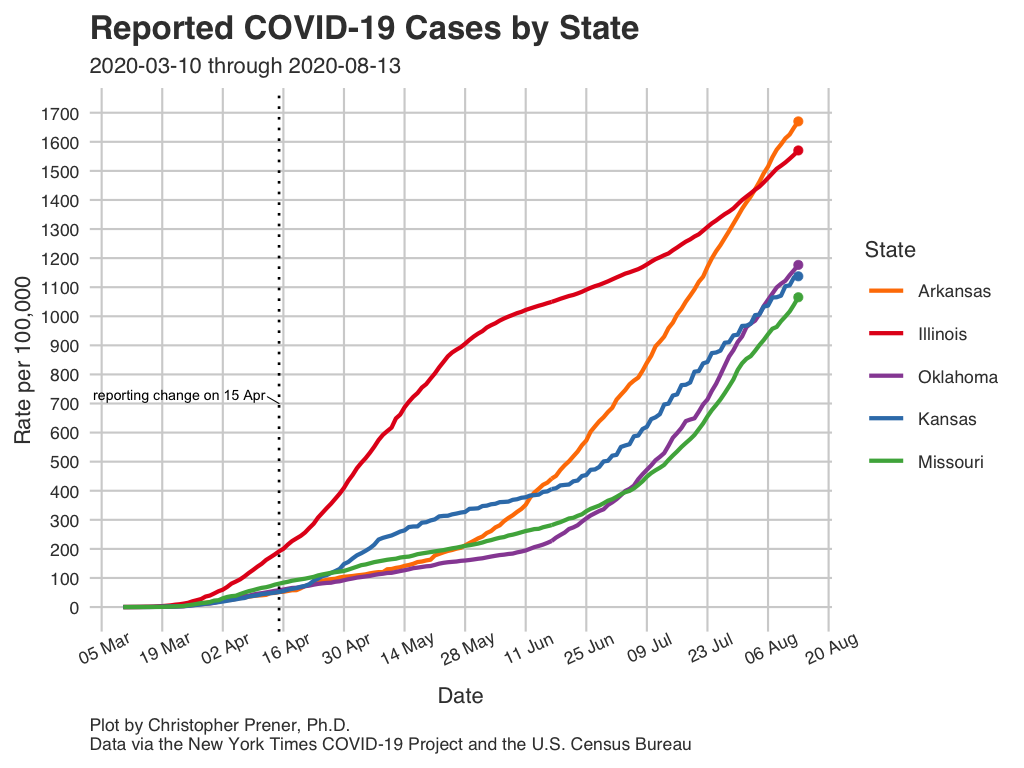 Reported COVID-19 Cases by State
2020-03-10 through 2020-08-13
1700
1600
1500
1400
1300
1200
1100
1000
900
800
700
600
500
400
300
200
100
0
Rate per 100,000
reporting change on 15 Apr
05 Mar
19 Mar
02 Apr
16 Apr
30 Apr
14 May
28 May
11 Jun
25 Jun
09 Jul
23 Jul
06 Aug
20 Aug
Date
State
Arkansas
Illinois
Oklahoma
Kansas
Missouri
Plot by Christopher Prener, Ph.D.
Data via the New York Times COVID-19 Project and the U.S. Census Bureau